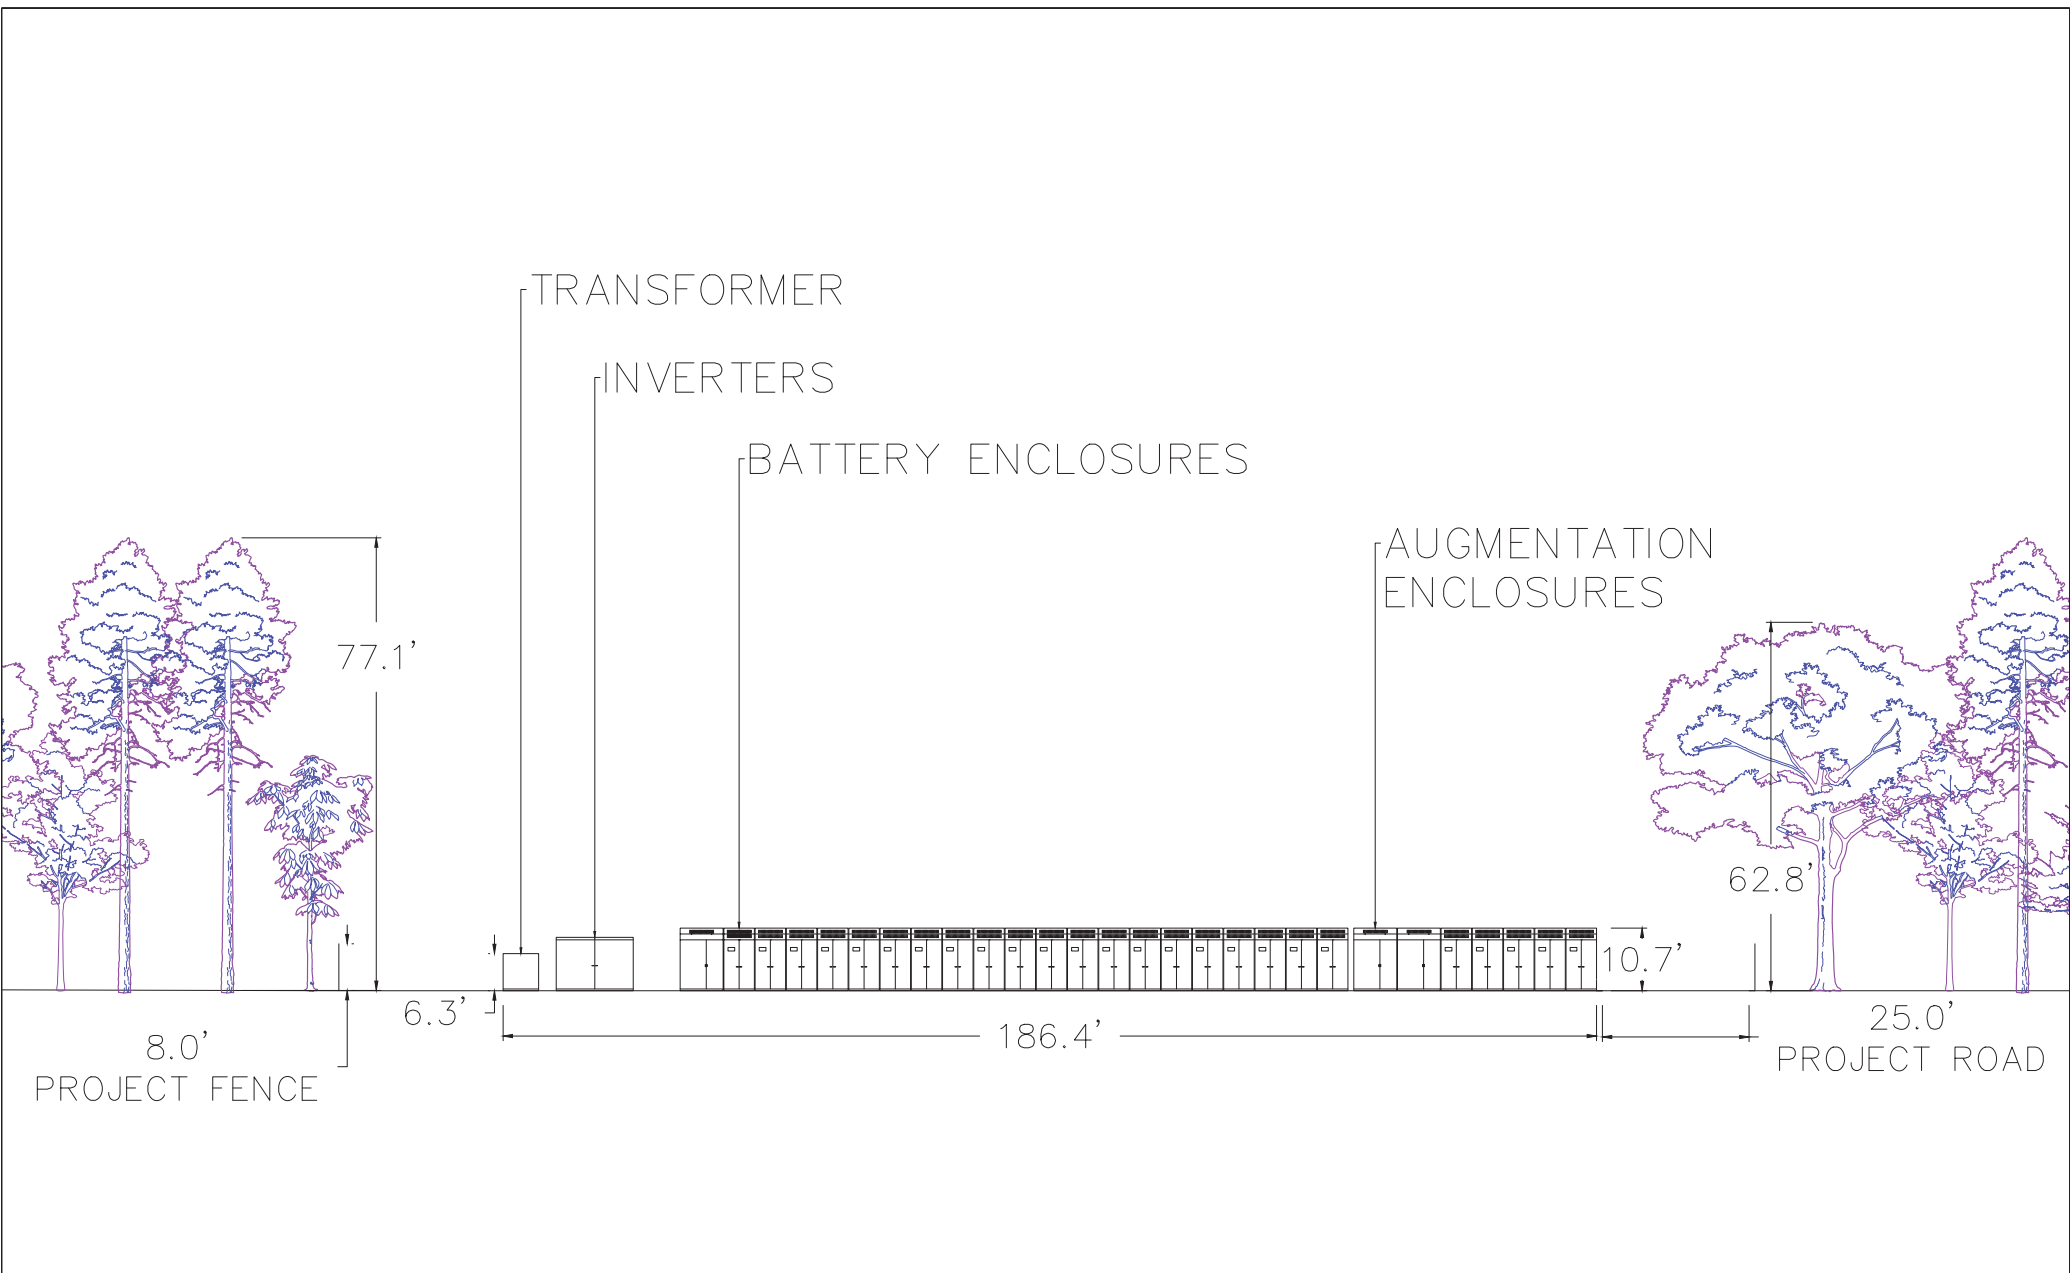 TRANSFORMER
INVERTERS
BATTERY ENCLOSURES
AUGMENTATION
ENCLOSURES
77.1'
62.8'
10.7'
6.3'
186.4'
8.0'
PROJECT FENCE
25.0'
PROJECT ROAD